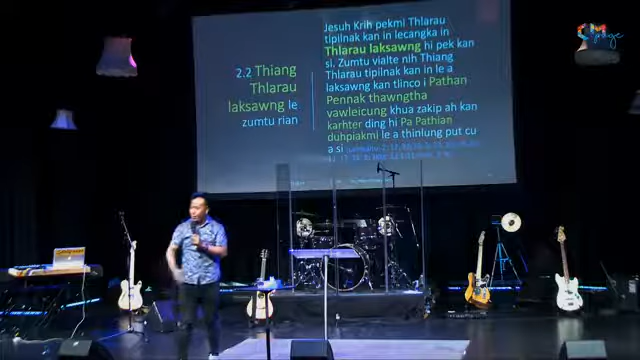 2.2 Thiang
Thlarau
laksawng le
zumtu rian
Jesuh Krih pekmi Thlarau
tipilnak kan in lecangka in
Thlarau laksawng hi pek kan
si. Zumtu vialte nih Thiang
Thlarau tipilnak kan in le a
laksawng kan tlinco i Pathan
Pennak thawngtha
vawleicung khua zakip ah kan
karhter ding hi Pa Pathian
duhpiakmi le a thinlung put cu
a si